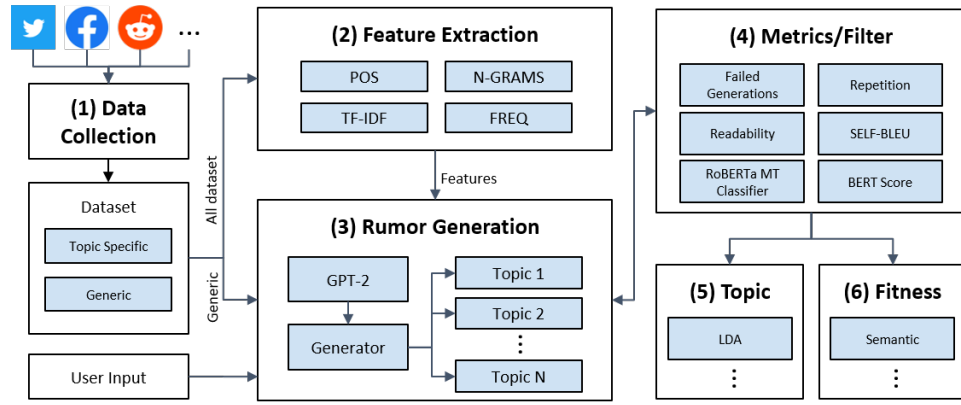 ...
(1) Data
Collection
Dataset
Topic Specific
Generic
User Input
All dataset
Generic
(2) Feature Extraction
POS
N-GRAMS
TF-IDF
FREQ
Features
(3) Rumor Generation
GPT-2
Generator
Topic 1
Topic 2
⋮
Topic N
(4) Metrics/Filter
Failed
Generations
Repetition
Readability
SELF-BLEU
RoBERTa MT
Classifier
BERT Score
(5) Topic
LDA
⋮
(6) Fitness
Semantic
⋮